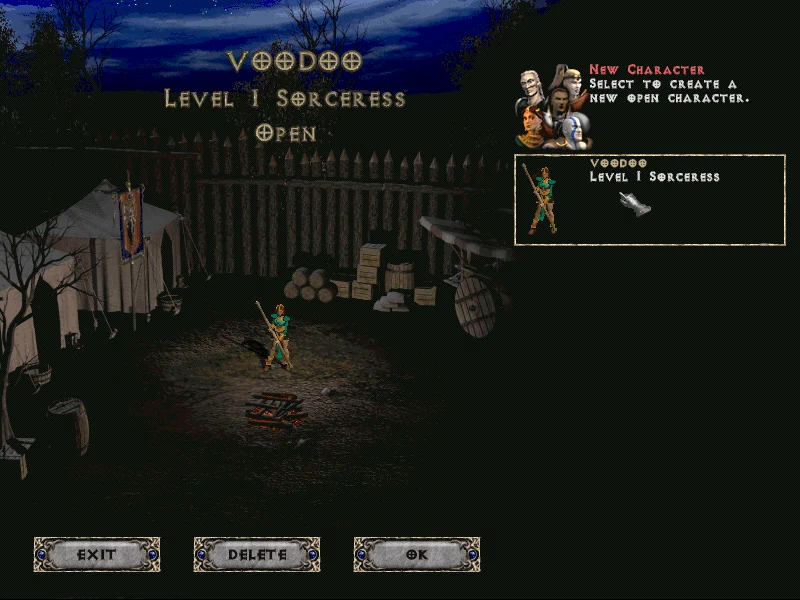 VOODOO
LEVEL 1 SORCERESS
OPEN
NEW CHARACTER
SELECT TO CREATE A
NEW OPEN CHARACTER.
VOODOO
LEVEL 1 SORCERESS
EXIT
DELETE
OK